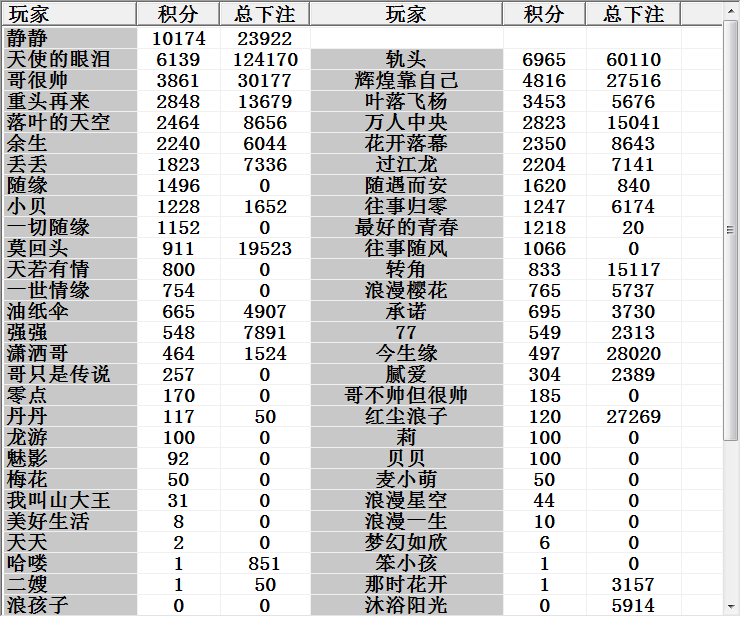 玩家 积分 总下注 玩家 积分 总下注
静静 10174 23922
天使的眼泪 6139 124170 轨头 6965 60110
哥很帅 3861 30177 辉煌靠自己 4816 27516
重头再来 2848 13679 叶落飞杨 3453 5676
落叶的天空 2464 8656 万人中央 2823 15041
余生 2240 6044 花开落幕 2350 8643
丢丢 1823 7336 过江龙 2204 7141
随缘 1496 0 随遇而安 1620 840
小贝 1228 1652 往事归零 1247 6174
一切随缘 1152 0 最好的青春 1218 20
莫回头 911 19523 往事随风 1066 0
天若有情 800 0 转角 833 15117
一世情缘 754 0 浪漫樱花 765 5737
油纸伞 665 4907 承诺 695 3730
强强 548 7891 77 549 2313
潇洒哥 464 1524 今生缘 497 28020
哥只是传说 257 0 腻爱 304 2389
零点 170 0 哥不帅但很帅 185 0
丹丹 117 50 红尘浪子 120 27269
龙游 100 0 莉 100 0
魅影 92 0 贝贝 100 0
梅花 50 0 麦小萌 50 0
我叫山大王 31 0 浪漫星空 44 0
美好生活 8 0 浪漫一生 10 0
天天 2 0 梦幻如欣 6 0
哈喽 1 851 笨小孩 1 0
二嫂 1 50 那时花开 1 3157
浪孩子 0 0 沐浴阳光 0 5914